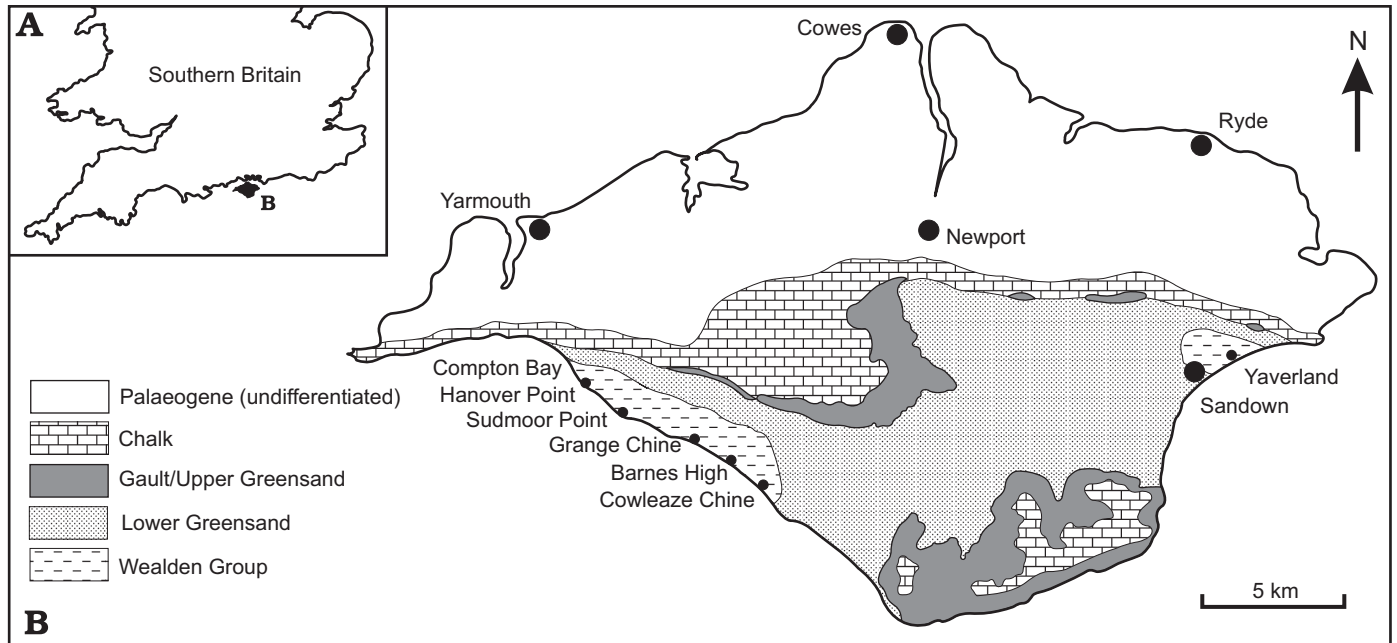 A
Southern Britain
B
Cowes
N
Ryde
Yarmouth
Newport
Compton Bay
Hanover Point
Sudmoor Point
Grange Chine
Barnes High
Cowleaze Chine
Yaverland
Sandown
Palaeogene (undifferentiated)
Chalk
Gault/Upper Greensand
Lower Greensand
Wealden Group
5 km
B